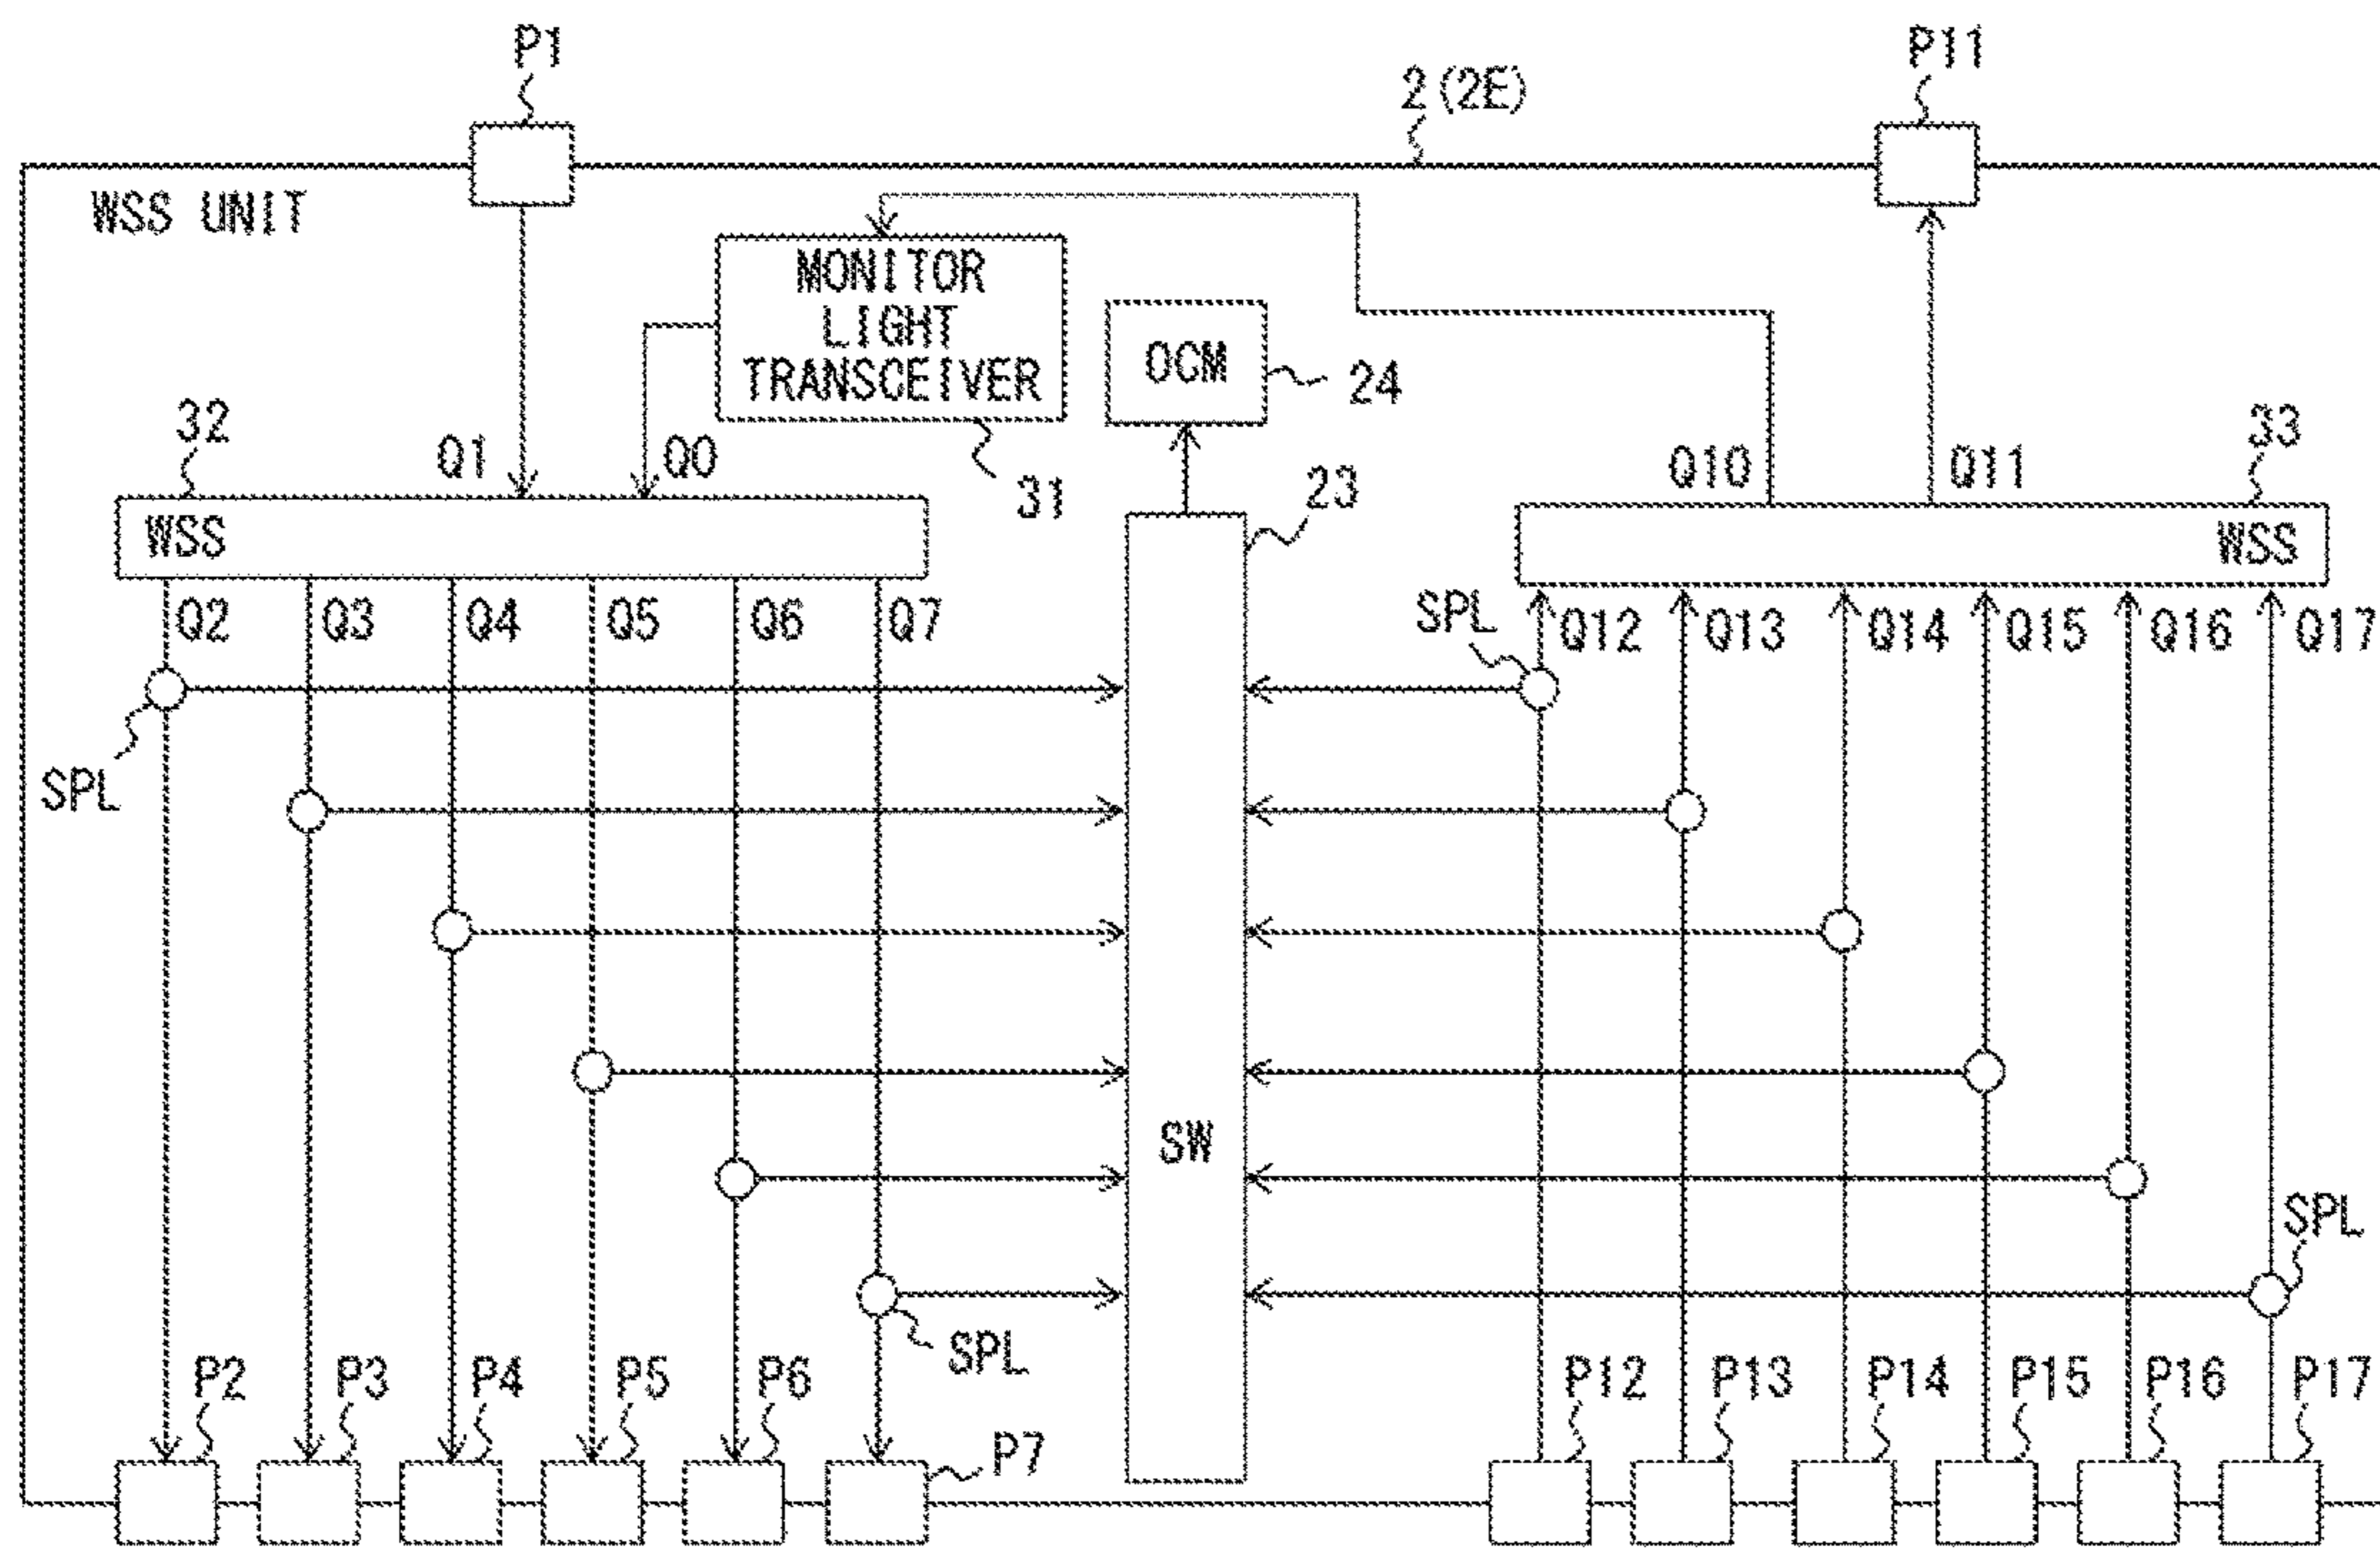 P1
P11
2(2E)
WSS UNIT
MONITOR
LIGHT
TRANSCEIVER
OCM
24
32
33
Q1
Q0
Q10
Q11
31
23
WSS
WSS
SW
Q2
Q3
Q4
Q5
Q6
Q7
SPL
Q12
Q13
Q14
Q15
Q16
Q17
SPL
SPL
SPL
P2
P3
P4
P5
P6
P7
P12
P13
P14
P15
P16
P17